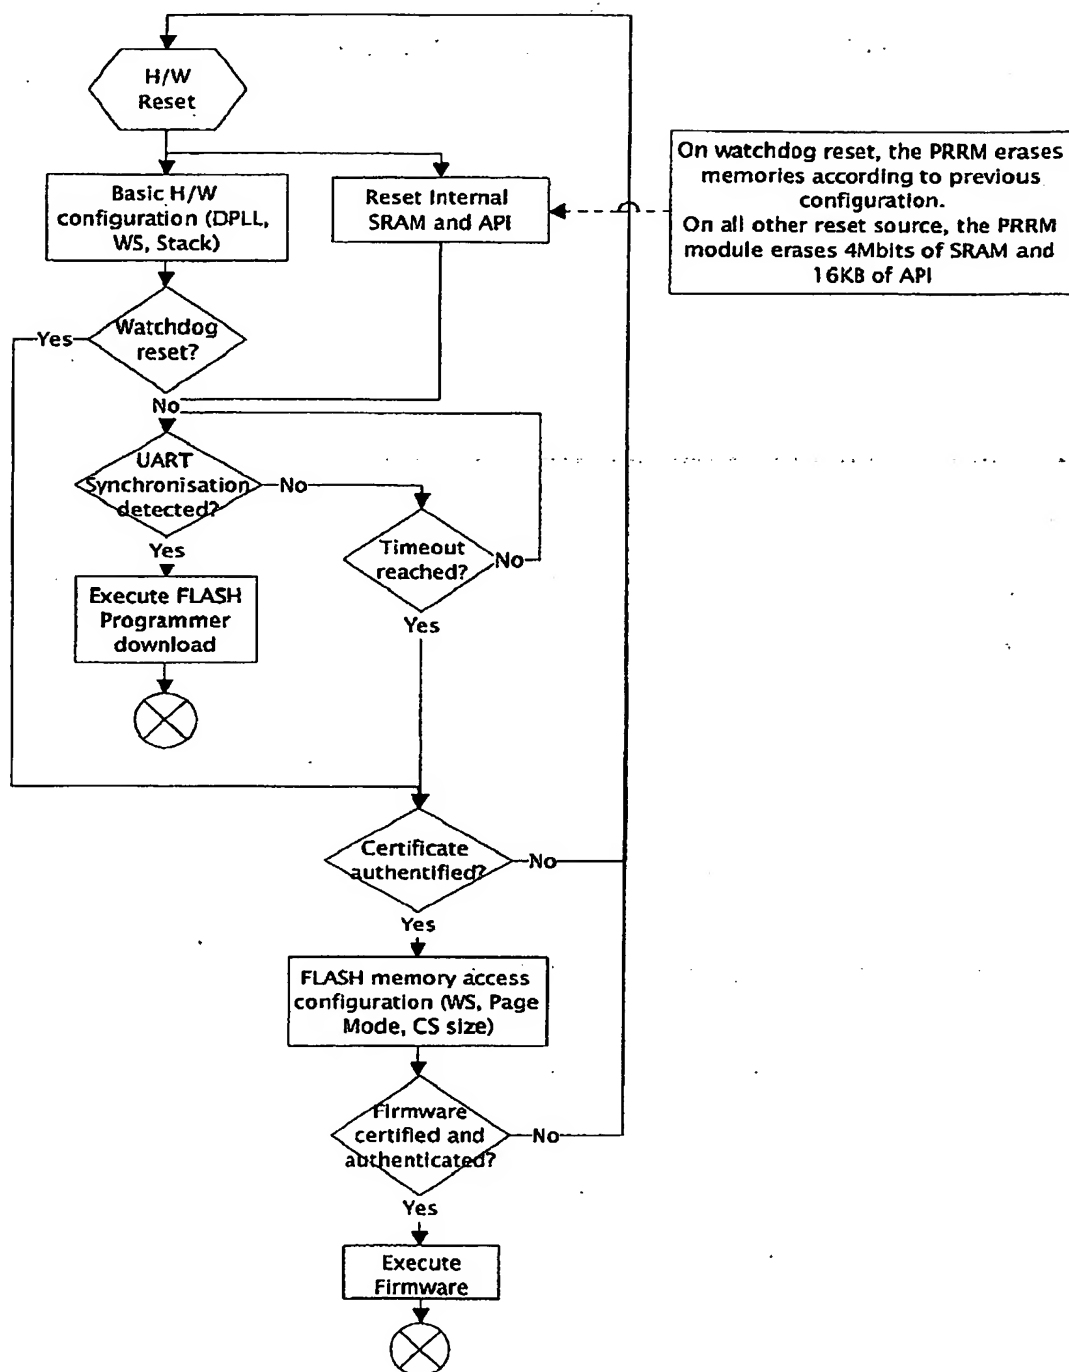 H/W
Reset
Basic H/W
configuration (DPLL,
WS, Stack)
Reset Internal
SRAM and API
On watchdog reset, the PRRM erases
memories according to previous
configuration.
On all other reset source, the PRRM
module erases 4Mbits of SRAM and
16KB of API
Yes
Watchdog
reset?
No
UART
Synchronisation
detected?
No
Yes
Timeout
reached?
No
Yes
Execute FLASH
Programmer
download
Certificate
authentified?
No
Yes
FLASH memory access
configuration (WS, Page
Mode, CS size)
Firmware
certified and
authenticated?
No
Yes
Execute
Firmware